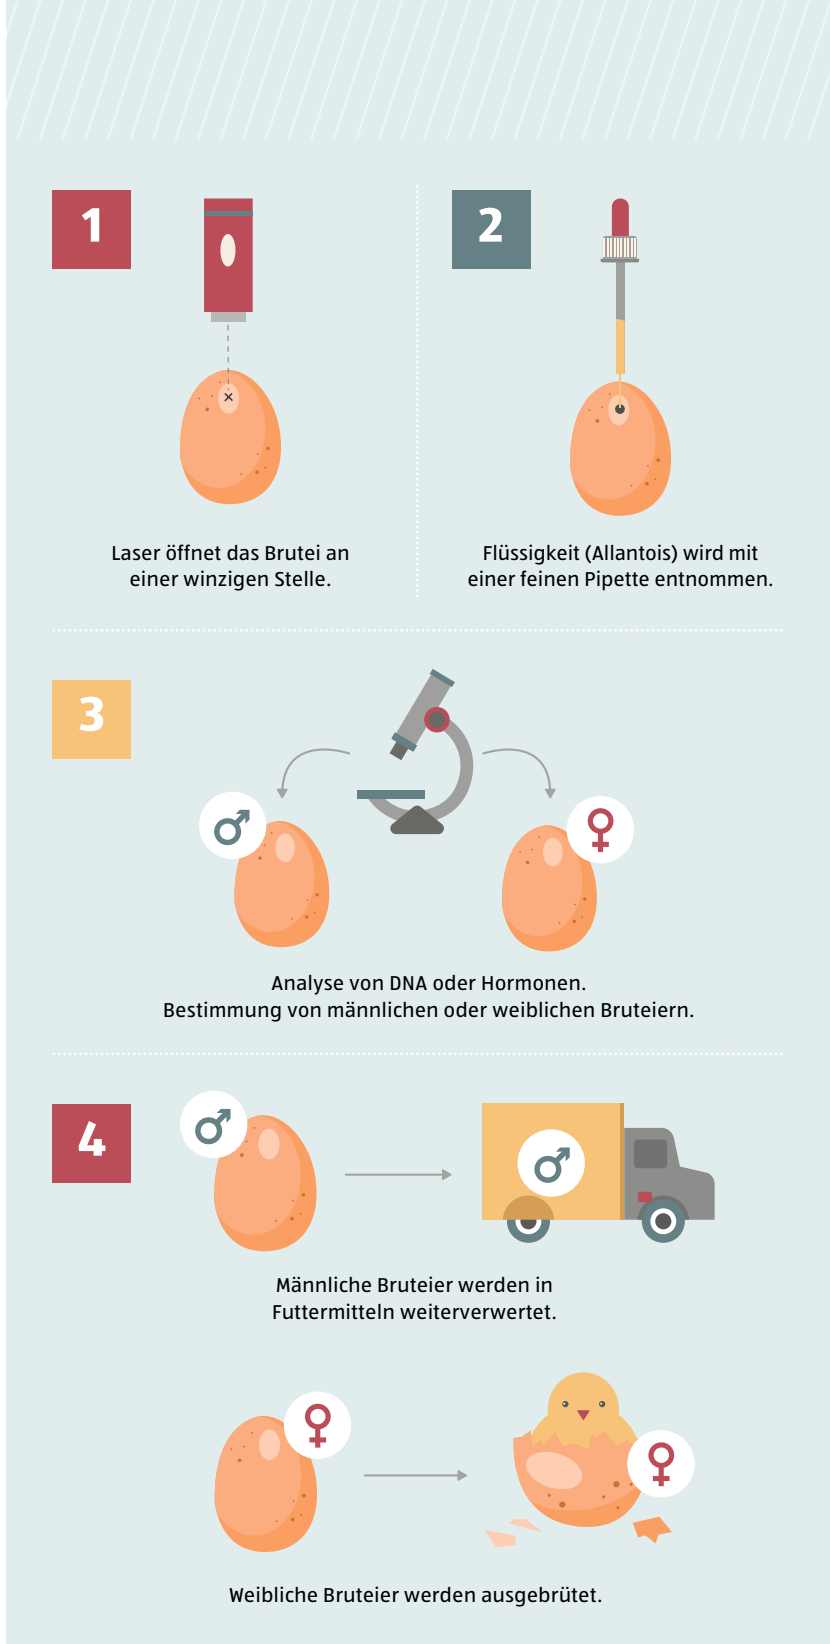 1
Laser öffnet das Brutei an
einer winzigen Stelle.
2
Flüssigkeit (Allantois) wird mit
einer feinen Pipette entnommen.
3
Analyse von DNA oder Hormonen.
Bestimmung von männlichen oder weiblichen Bruteiern.
4
Männliche Bruteier werden in
Futtermitteln weiterverwertet.
Weibliche Bruteier werden ausgebrütet.